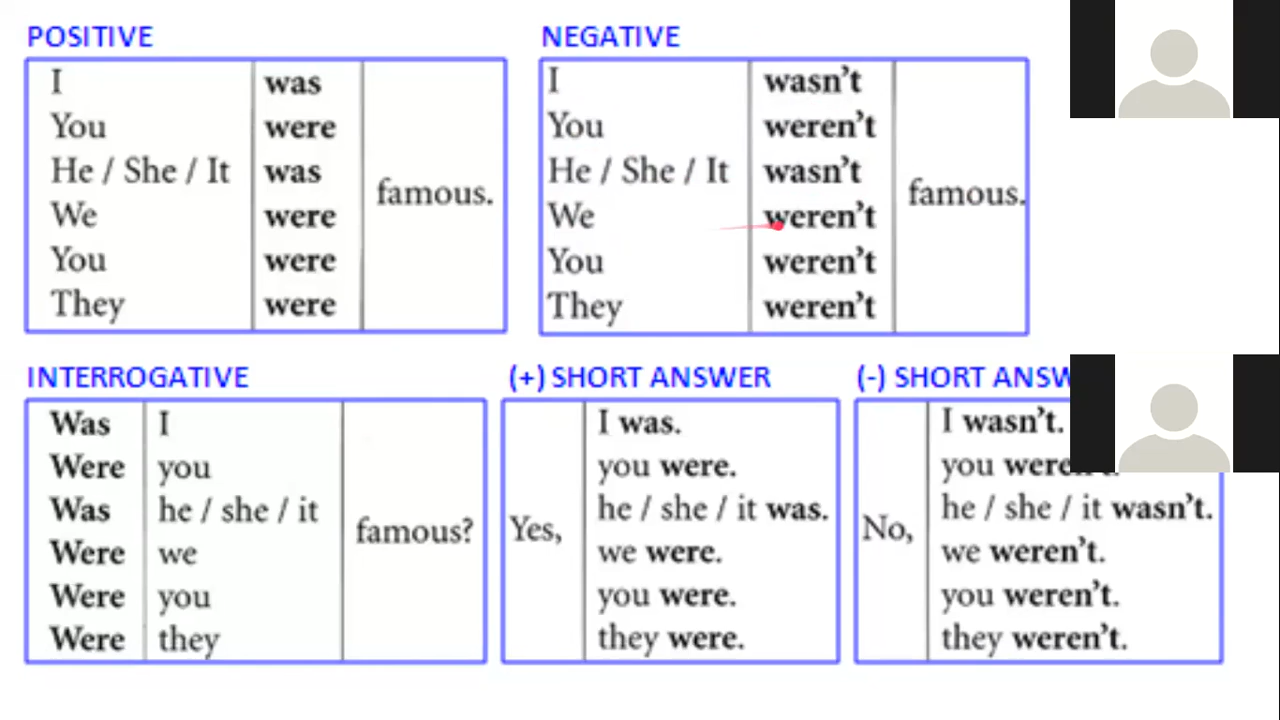 POSITIVE
I was
You were
He / She / It was
famous.
We were
You were
They were
NEGATIVE
I wasn't
You weren't
He / She / It wasn't
famous.
We weren't
You weren't
They weren't
INTERROGATIVE
Was I
Were you
Was he / she / it
famous?
Were we
Were you
Were they
(+) SHORT ANSWER
I was.
you were.
he / she / it was.
Yes,
we were.
you were.
they were.
(-) SHORT
I wasn't.
you
he / she / it wasn't.
No,
we weren't.
you weren't.
they weren't.